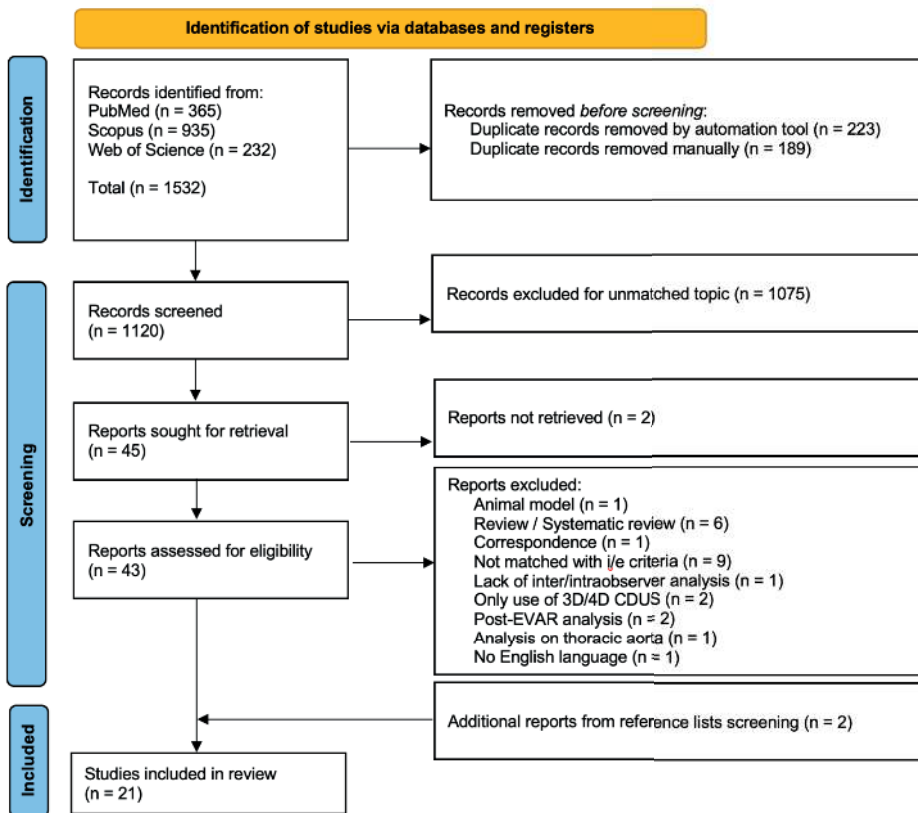 Identification of studies via databases and registers
Identification
Records identified from:
PubMed (n = 365)
Scopus (n = 935)
Web of Science (n = 232)
Total (n = 1532)
Records removed before screening:
Duplicate records removed by automation tool (n = 223)
Duplicate records removed manually (n = 189)
Screening
Records screened
(n = 1120)
Records excluded for unmatched topic (n = 1075)
Reports sought for retrieval
(n = 45)
Reports not retrieved (n = 2)
Reports assessed for eligibility
(n = 43)
Reports excluded:
Animal model (n = 1)
Review / Systematic review (n = 6)
Correspondence (n = 1)
Not matched with i/e criteria (n = 9)
Lack of inter/intraobserver analysis (n = 1)
Only use of 3D/4D CDUS (n = 2)
Post-EVAR analysis (n = 2)
Analysis on thoracic aorta (n = 1)
No English language (n = 1)
Included
Additional reports from reference lists screening (n = 2)
Studies included in review
(n = 21)